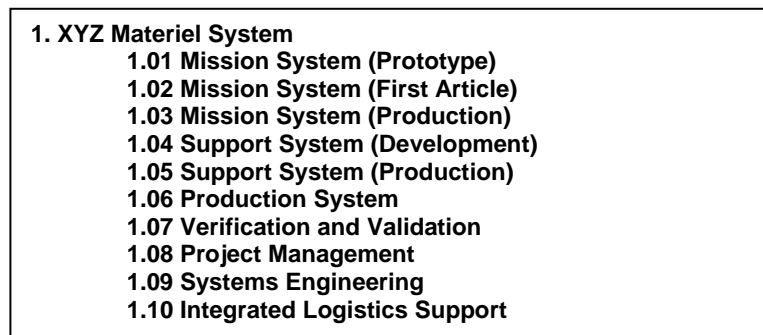 1. XYZ Materiel System
1.01 Mission System (Prototype)
1.02 Mission System (First Article)
1.03 Mission System (Production)
1.04 Support System (Development)
1.05 Support System (Production)
1.06 Production System
1.07 Verification and Validation
1.08 Project Management
1.09 Systems Engineering
1.10 Integrated Logistics Support